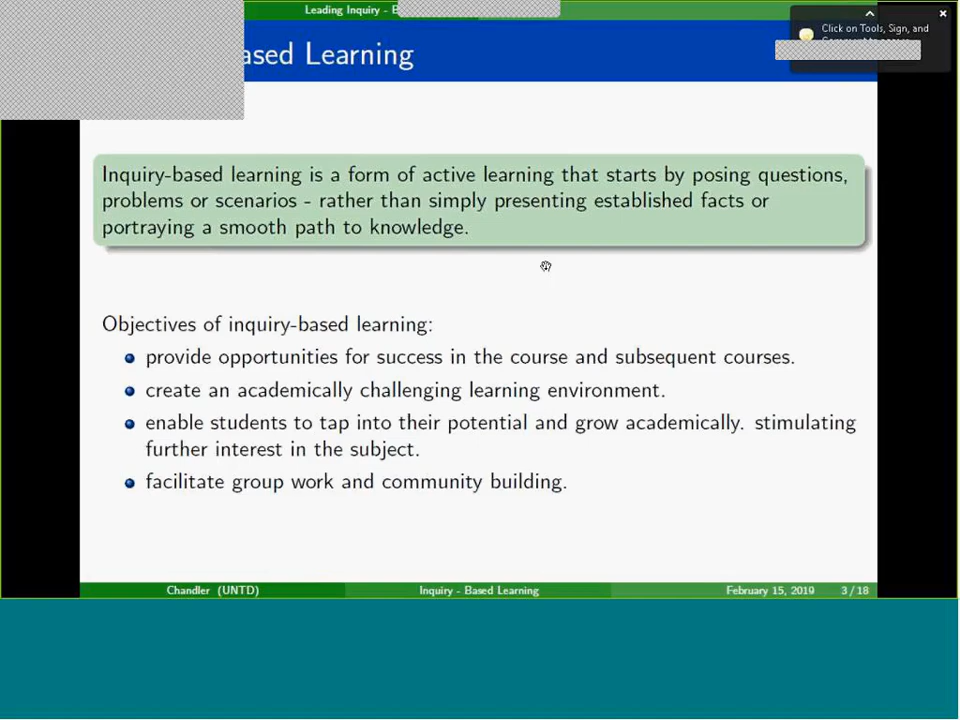 Leading Inquiry -
ased Learning
Click on Tools, Sign, and
Inquiry-based learning is a form of active learning that starts by posing questions,
problems or scenarios - rather than simply presenting established facts or
portraying a smooth path to knowledge.
Objectives of inquiry-based learning:
provide opportunities for success in the course and subsequent courses.
create an academically challenging learning environment.
enable students to tap into their potential and grow academically. stimulating
further interest in the subject.
facilitate group work and community building.
Chandler (UNTD) Inquiry - Based Learning February 15, 2019 3 / 18